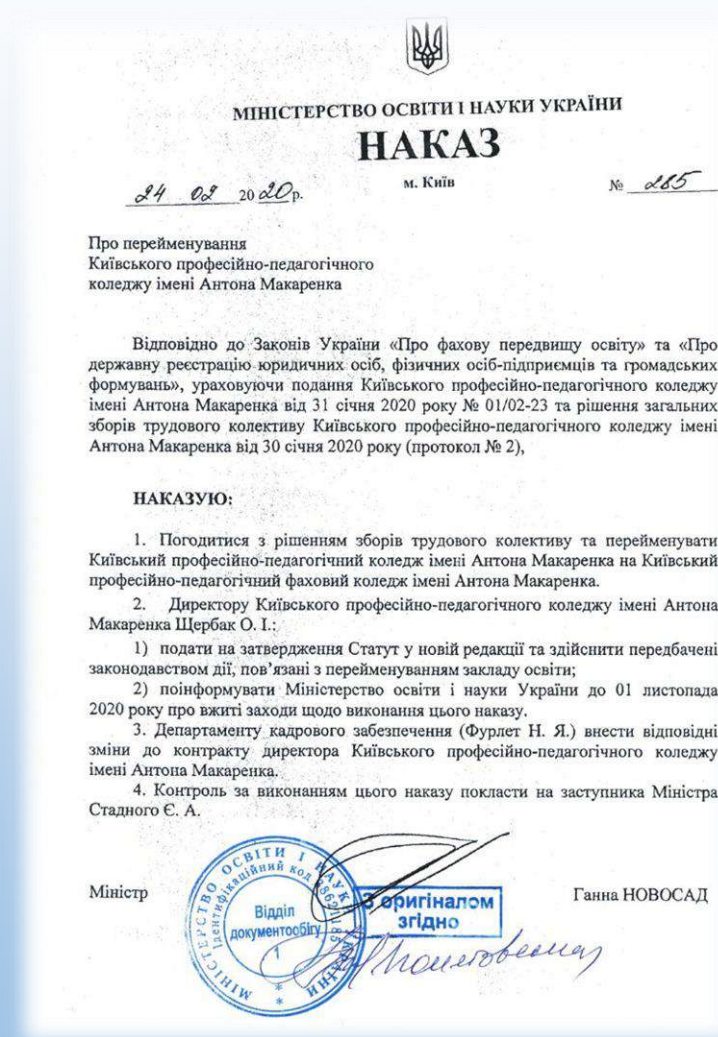 МІНІСТЕРСТВО ОСВІТИ І НАУКИ УКРАЇНИ
НАКАЗ
24 02 2020 р.
м. Київ
№ 285
Про перейменування
Київського професійно-педагогічного
коледжу імені Антона Макаренка
Відповідно до Законів України «Про фахову передвищу освіту» та «Про
державну реєстрацію юридичних осіб, фізичних осіб-підприємців та громадських
формувань», ураховуючи подання Київського професійно-педагогічного коледжу
імені Антона Макаренка від 31 січня 2020 року № 01/02-23 та рішення загальних
зборів трудового колективу Київського професійно-педагогічного коледжу імені
Антона Макаренка від 30 січня 2020 року (протокол № 2),
НАКАЗУЮ:
1. Погодитися з рішенням зборів трудового колективу та перейменувати
Київський професійно-педагогічний коледж імені Антона Макаренка на Київський
професійно-педагогічний фаховий коледж імені Антона Макаренка.
2. Директору Київського професійно-педагогічного коледжу імені Антона
Макаренка Щербак О. І.:
1) подати на затвердження Статут у новій редакції та здійснити передбачені
законодавством дії, пов’язані з перейменуванням закладу освіти;
2) поінформувати Міністерство освіти і науки України до 01 листопада
2020 року про вжиті заходи щодо виконання цього наказу.
3. Департаменту кадрового забезпечення (Фурлет Н. Я.) внести відповідні
зміни до контракту директора Київського професійно-педагогічного коледжу
імені Антона Макаренка.
4. Контроль за виконанням цього наказу покласти на заступника Міністра
Стадного Є. А.
Міністр
Ганна НОВОСАД
МІНІСТЕРСТВО ОСВІТИ І НАУКИ УКРАЇНИ
Ідентифікаційний код
Відділ
документообігу
1
З оригіналом
згідно